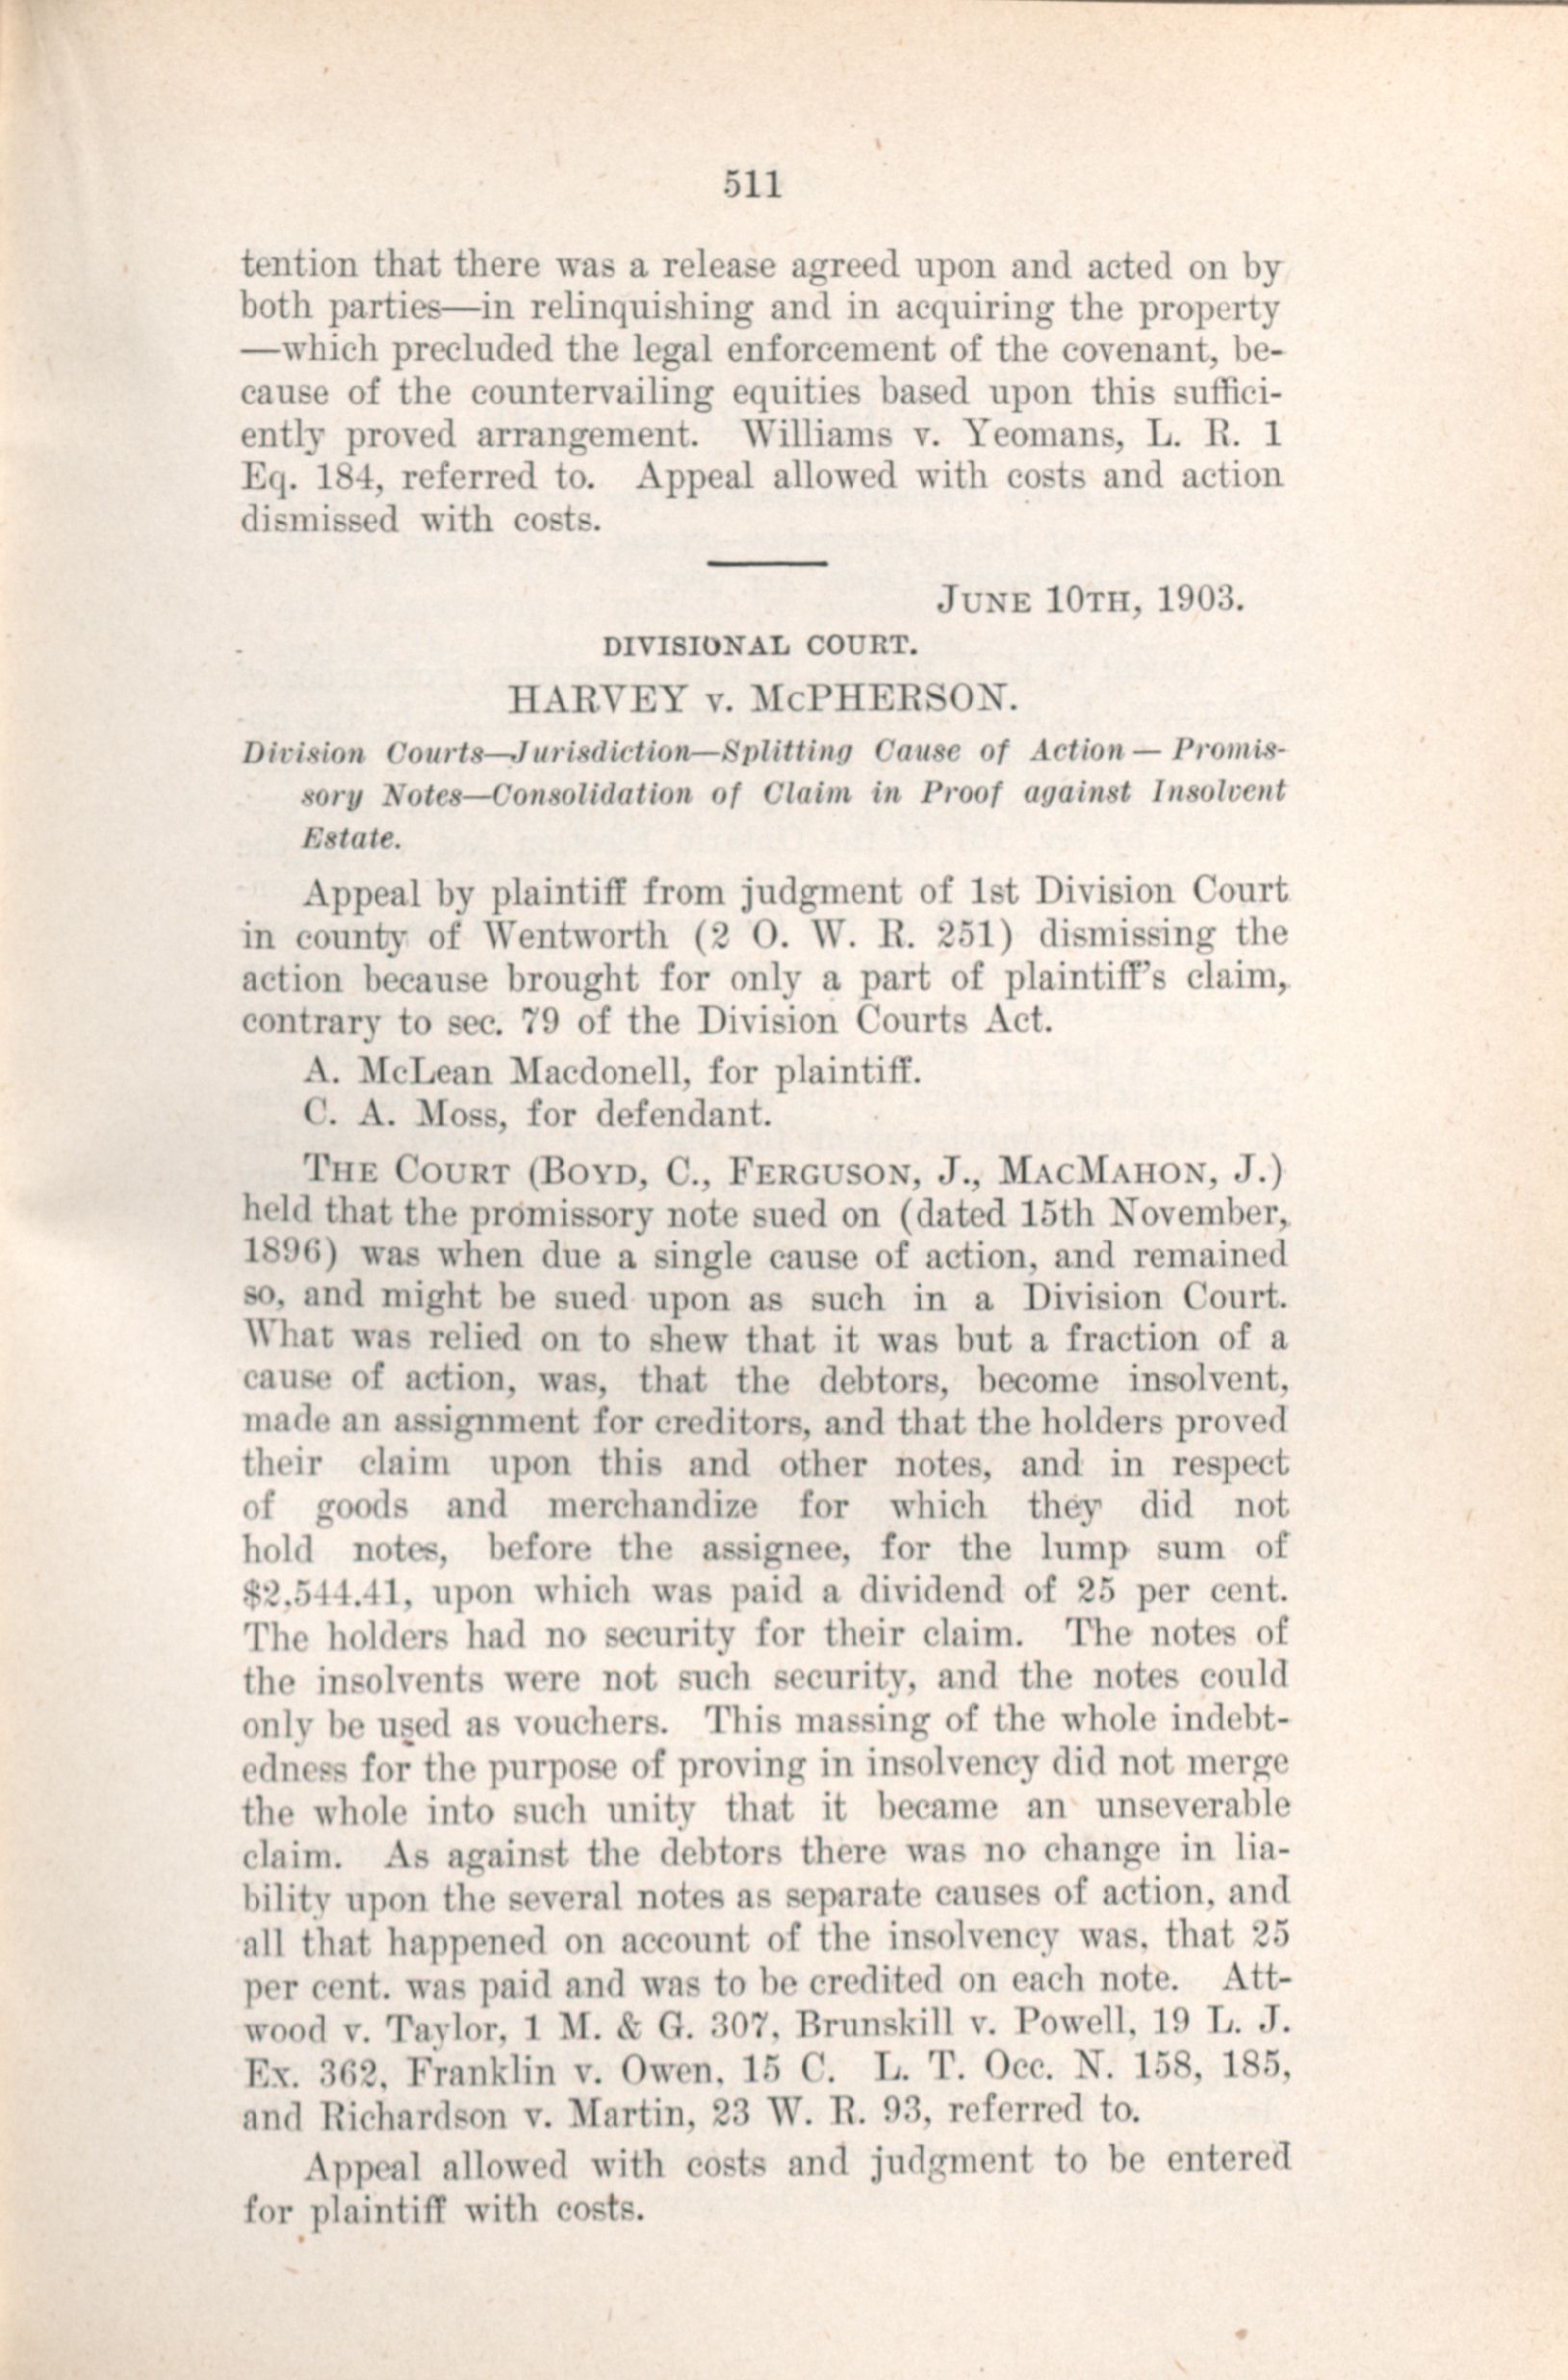 511
tention that there was a release agreed upon and acted on by
both parties—in relinquishing and in acquiring the property
—which precluded the legal enforcement of the covenant, be-
cause of the countervailing equities based upon this suffici-
ently proved arrangement. Williams v. Yeomans, L. R. 1
Eq. 184, referred to. Appeal allowed with costs and action
dismissed with costs.
JUNE 10TH, 1903.
DIVISIONAL COURT.
HARVEY v. McPHERSON.
Division Courts—Jurisdiction—Splitting Cause of Action — Promis-
sory Notes—Consolidation of Claim in Proof against Insolvent
Estate.
Appeal by plaintiff from judgment of 1st Division Court
in county of Wentworth (2 O. W. R. 251) dismissing the
action because brought for only a part of plaintiff's claim,
contrary to sec. 79 of the Division Courts Act.
A. McLean Macdonell, for plaintiff.
C. A. Moss, for defendant.
THE COURT (BOYD, C., FERGUSON, J., MACMAHON, J.)
held that the promissory note sued on (dated 15th November,
1896) was when due a single cause of action, and remained
so, and might be sued upon as such in a Division Court.
What was relied on to shew that it was but a fraction of a
cause of action, was, that the debtors, become insolvent,
made an assignment for creditors, and that the holders proved
their claim upon this and other notes, and in respect
of goods and merchandize for which they did not
hold notes, before the assignee, for the lump sum of
$2,544.41, upon which was paid a dividend of 25 per cent.
The holders had no security for their claim. The notes of
the insolvents were not such security, and the notes could
only be used as vouchers. This massing of the whole indebt-
edness for the purpose of proving in insolvency did not merge
the whole into such unity that it became an unseverable
claim. As against the debtors there was no change in lia-
bility upon the several notes as separate causes of action, and
all that happened on account of the insolvency was, that 25
per cent. was paid and was to be credited on each note. Att-
wood v. Taylor, 1 M. & G. 307, Brunskill v. Powell, 19 L. J.
Ex. 362, Franklin v. Owen, 15 C. L. T. Occ. N. 158, 185,
and Richardson v. Martin, 23 W. R. 93, referred to.
Appeal allowed with costs and judgment to be entered
for plaintiff with costs.